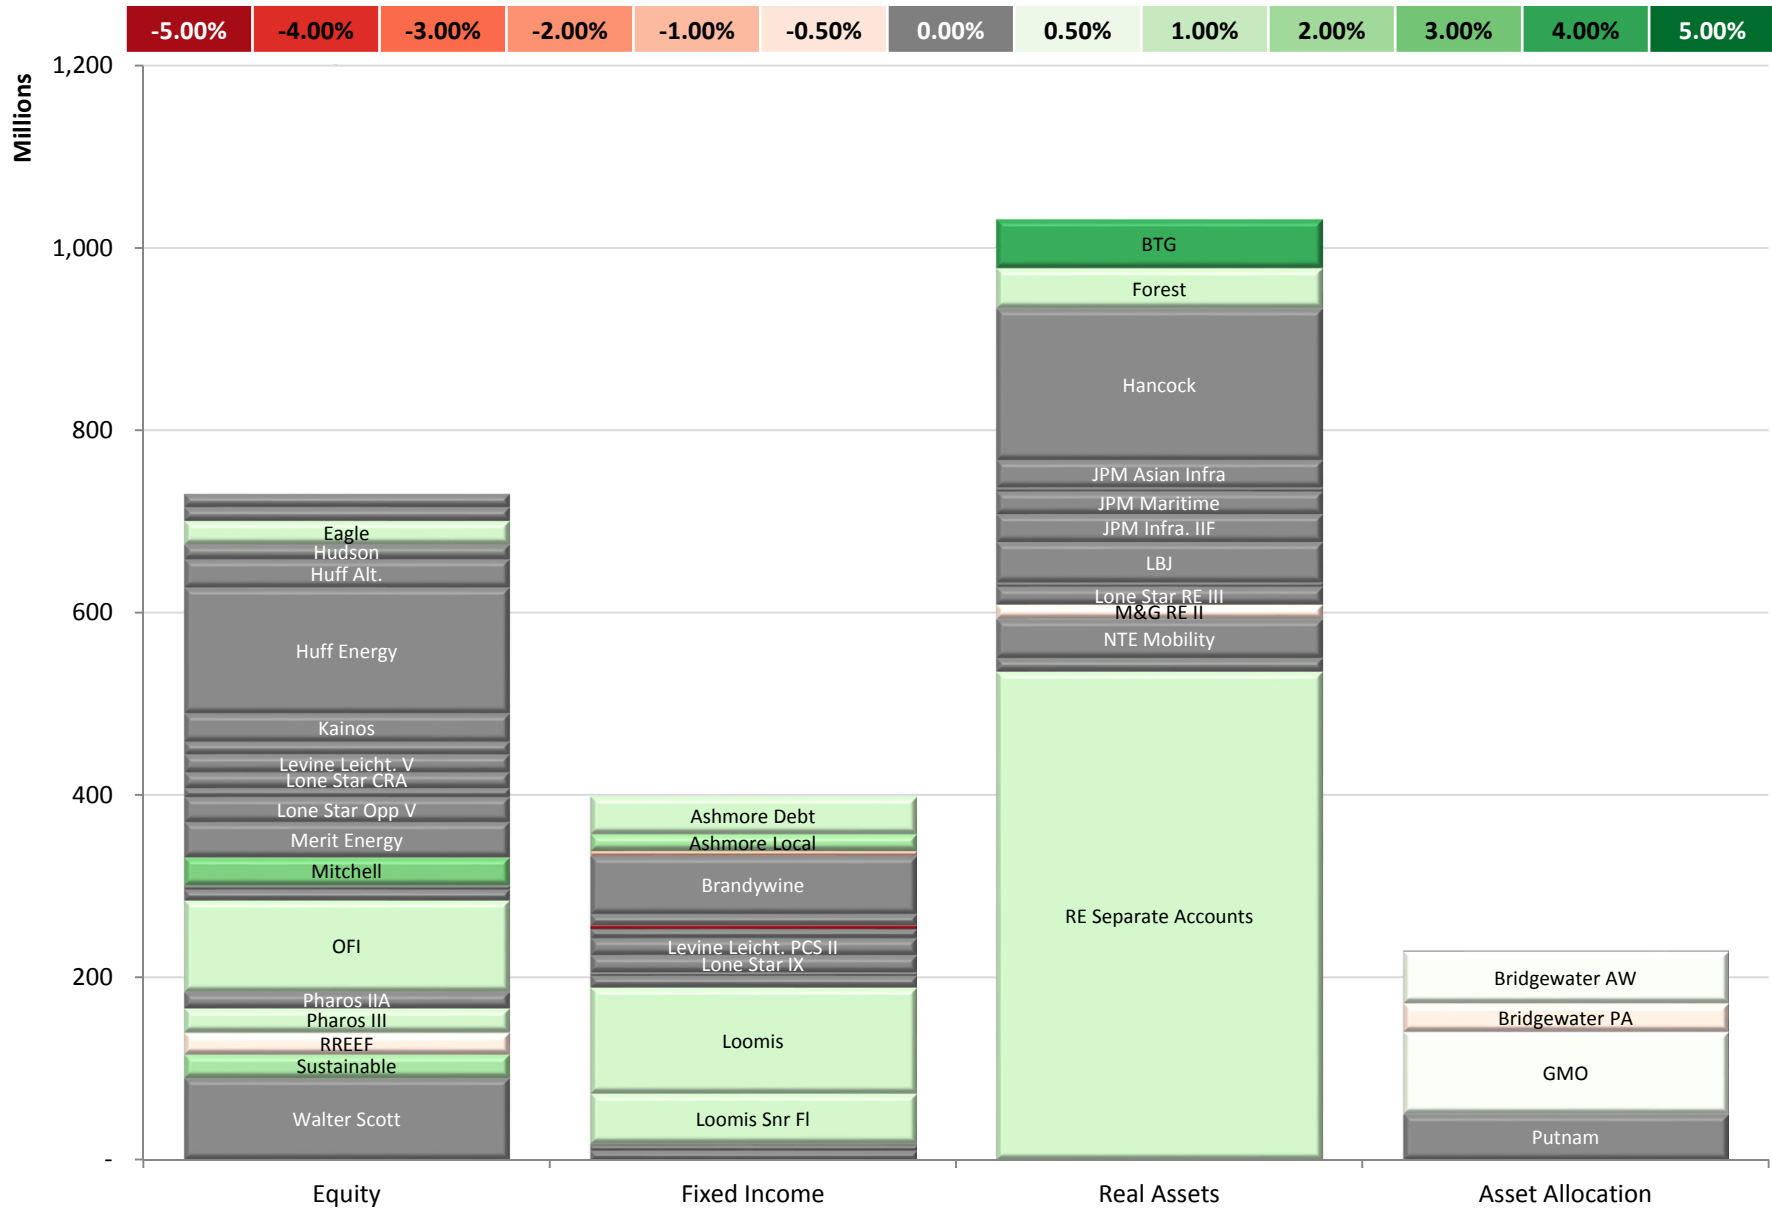 -5.00% -4.00% -3.00% -2.00% -1.00% -0.50% 0.00% 0.50% 1.00% 2.00% 3.00% 4.00% 5.00%
Millions
1,200
1,000
800
600
400
200
-
Eagle
Hudson
Huff Alt.
Huff Energy
Kainos
Levine Leicht. V
Lone Star CRA
Lone Star Opp V
Merit Energy
Mitchell
OFI
Pharos IIA
Pharos III
RREEF
Sustainable
Walter Scott
Ashmore Debt
Ashmore Local
Brandywine
Levine Leicht. PCS II
Lone Star IX
Loomis
Loomis Snr Fl
BTG
Forest
Hancock
JPM Asian Infra
JPM Maritime
JPM Infra. IIF
LBJ
Lone Star RE III
M&G RE II
NTE Mobility
RE Separate Accounts
Bridgewater AW
Bridgewater PA
GMO
Putnam
Equity Fixed Income Real Assets Asset Allocation